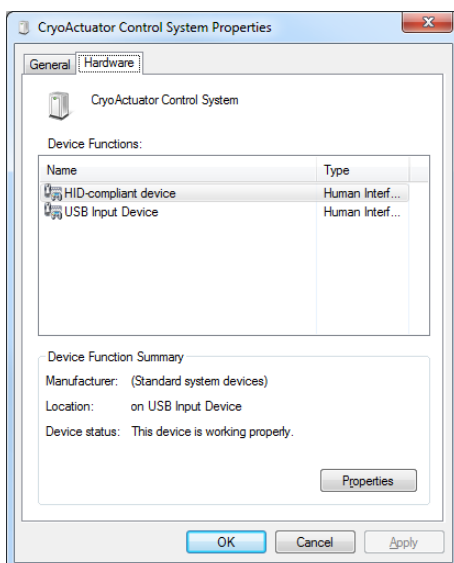 CryoActuator Control System Properties
General Hardware
CryoActuator Control System
Device Functions:
Name Type
HID-compliant device Human Interf...
USB Input Device Human Interf...
Device Function Summary
Manufacturer: (Standard system devices)
Location: on USB Input Device
Device status: This device is working properly.
Properties
OK Cancel Apply